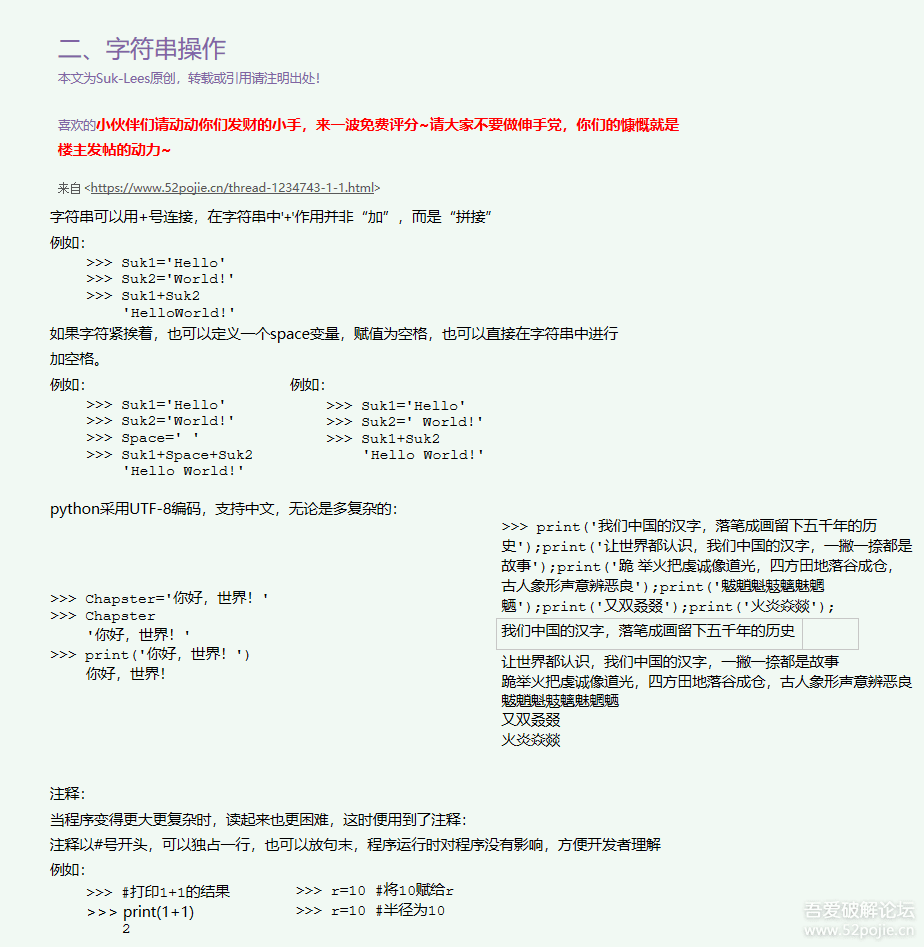 二、字符串操作
本文为Suk-Lees原创，转载或引用请注明出处！
喜欢的小伙伴们请动动你们发财的小手，来一波免费评分~请大家不要做伸手党，你们的慷慨就是
楼主发帖的动力~
来自 <https://www.52pojie.cn/thread-1234743-1-1.html>
字符串可以用+号连接，在字符串中'+'作用并非“加”，而是“拼接”
例如：
>>> Suk1='Hello'
>>> Suk2='World!'
>>> Suk1+Suk2
'HelloWorld!'
如果字符紧挨着，也可以定义一个space变量，赋值为空格，也可以直接在字符串中进行
加空格。
例如：
>>> Suk1='Hello'
>>> Suk2='World!'
>>> Space=' '
>>> Suk1+Space+Suk2
'Hello World!'
例如：
>>> Suk1='Hello'
>>> Suk2=' World!'
>>> Suk1+Suk2
'Hello World!'
python采用UTF-8编码，支持中文，无论是多复杂的：
>>> Chapster='你好，世界！'
>>> Chapster
'你好，世界！'
>>> print('你好，世界！')
你好，世界！
>>> print('我们中国的汉字，落笔成画留下五千年的历
史');print('让世界都认识，我们中国的汉字，一撇一捺都是
故事');print('跪 举火把虔诚像道光，四方田地落谷成仓，
古人象形声意辨恶良');print('魃魈魁鬾魑魅魍
魉');print('又双叒叕');print('火炎焱燚');
我们中国的汉字，落笔成画留下五千年的历史
让世界都认识，我们中国的汉字，一撇一捺都是故事
跪举火把虔诚像道光，四方田地落谷成仓，古人象形声意辨恶良
魃魈魁鬾魑魅魍魉
又双叒叕
火炎焱燚
注释：
当程序变得更大更复杂时，读起来也更困难，这时便用到了注释：
注释以#号开头，可以独占一行，也可以放句末，程序运行时对程序没有影响，方便开发者理解
例如：
>>> #打印1+1的结果
>>> print(1+1)
2
>>> r=10 #将10赋给r
>>> r=10 #半径为10
吾爱破解论坛
www.52pojie.cn